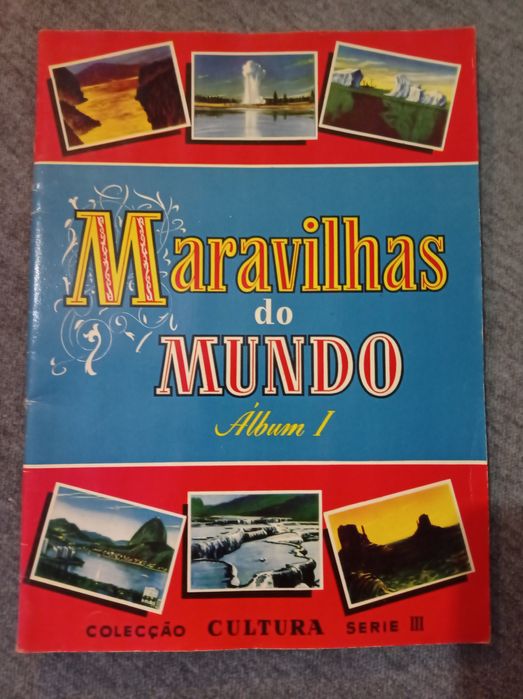 Maravilhas
do
MUNDO
Álbum I
COLECÇÃO CULTURA SERIE III